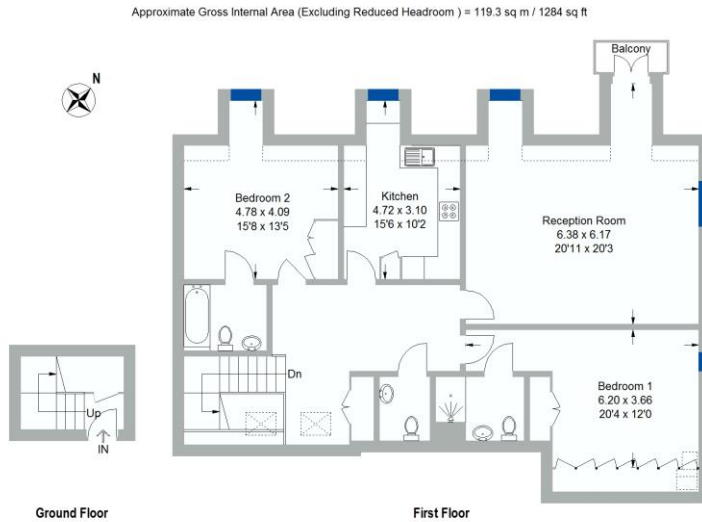 Approximate Gross Internal Area (Excluding Reduced Headroom ) = 119.3 sq m / 1284 sq ft
Balcony
N
Bedroom 2
4.78 x 4.09
15'8 x 13'5
Kitchen
4.72 x 3.10
15'6 x 10'2
Reception Room
6.38 x 6.17
20'11 x 20'3
Dn
Bedroom 1
6.20 x 3.66
20'4 x 12'0
Up
IN
Ground Floor
First Floor